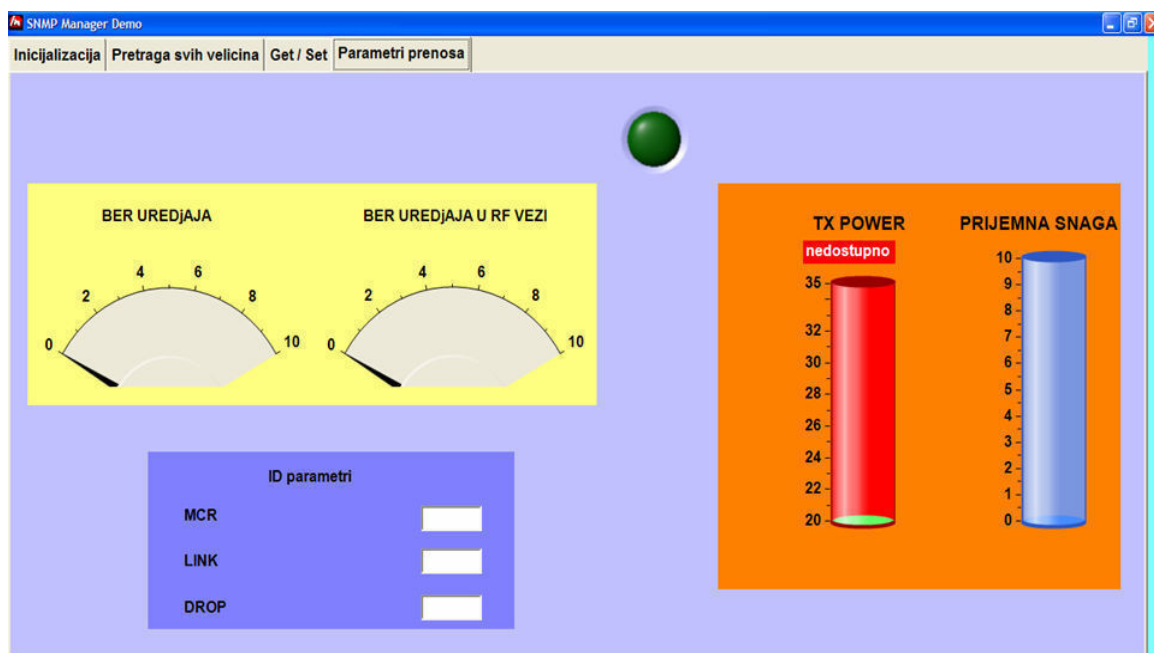 SNMP Manager Demo
Inicijalizacija Pretraga svih velicina Get / Set Parametri prenosa
BER UREDjAJA
0 2 4 6 8 10
BER UREDjAJA U RF VEZI
0 2 4 6 8 10
ID parametri
MCR
LINK
DROP
TX POWER
nedostupno
35
32
30
28
26
24
22
20
PRIJEMNA SNAGA
10
9
8
7
6
5
4
3
2
1
0